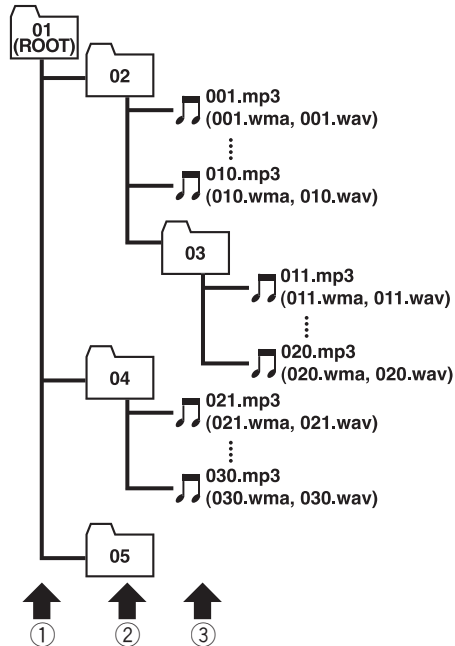 01
(ROOT)
02
001.mp3
(001.wma, 001.wav)
010.mp3
(010.wma, 010.wav)
03
011.mp3
(011.wma, 011.wav)
020.mp3
(020.wma, 020.wav)
04
021.mp3
(021.wma, 021.wav)
030.mp3
(030.wma, 030.wav)
05
① ② ③